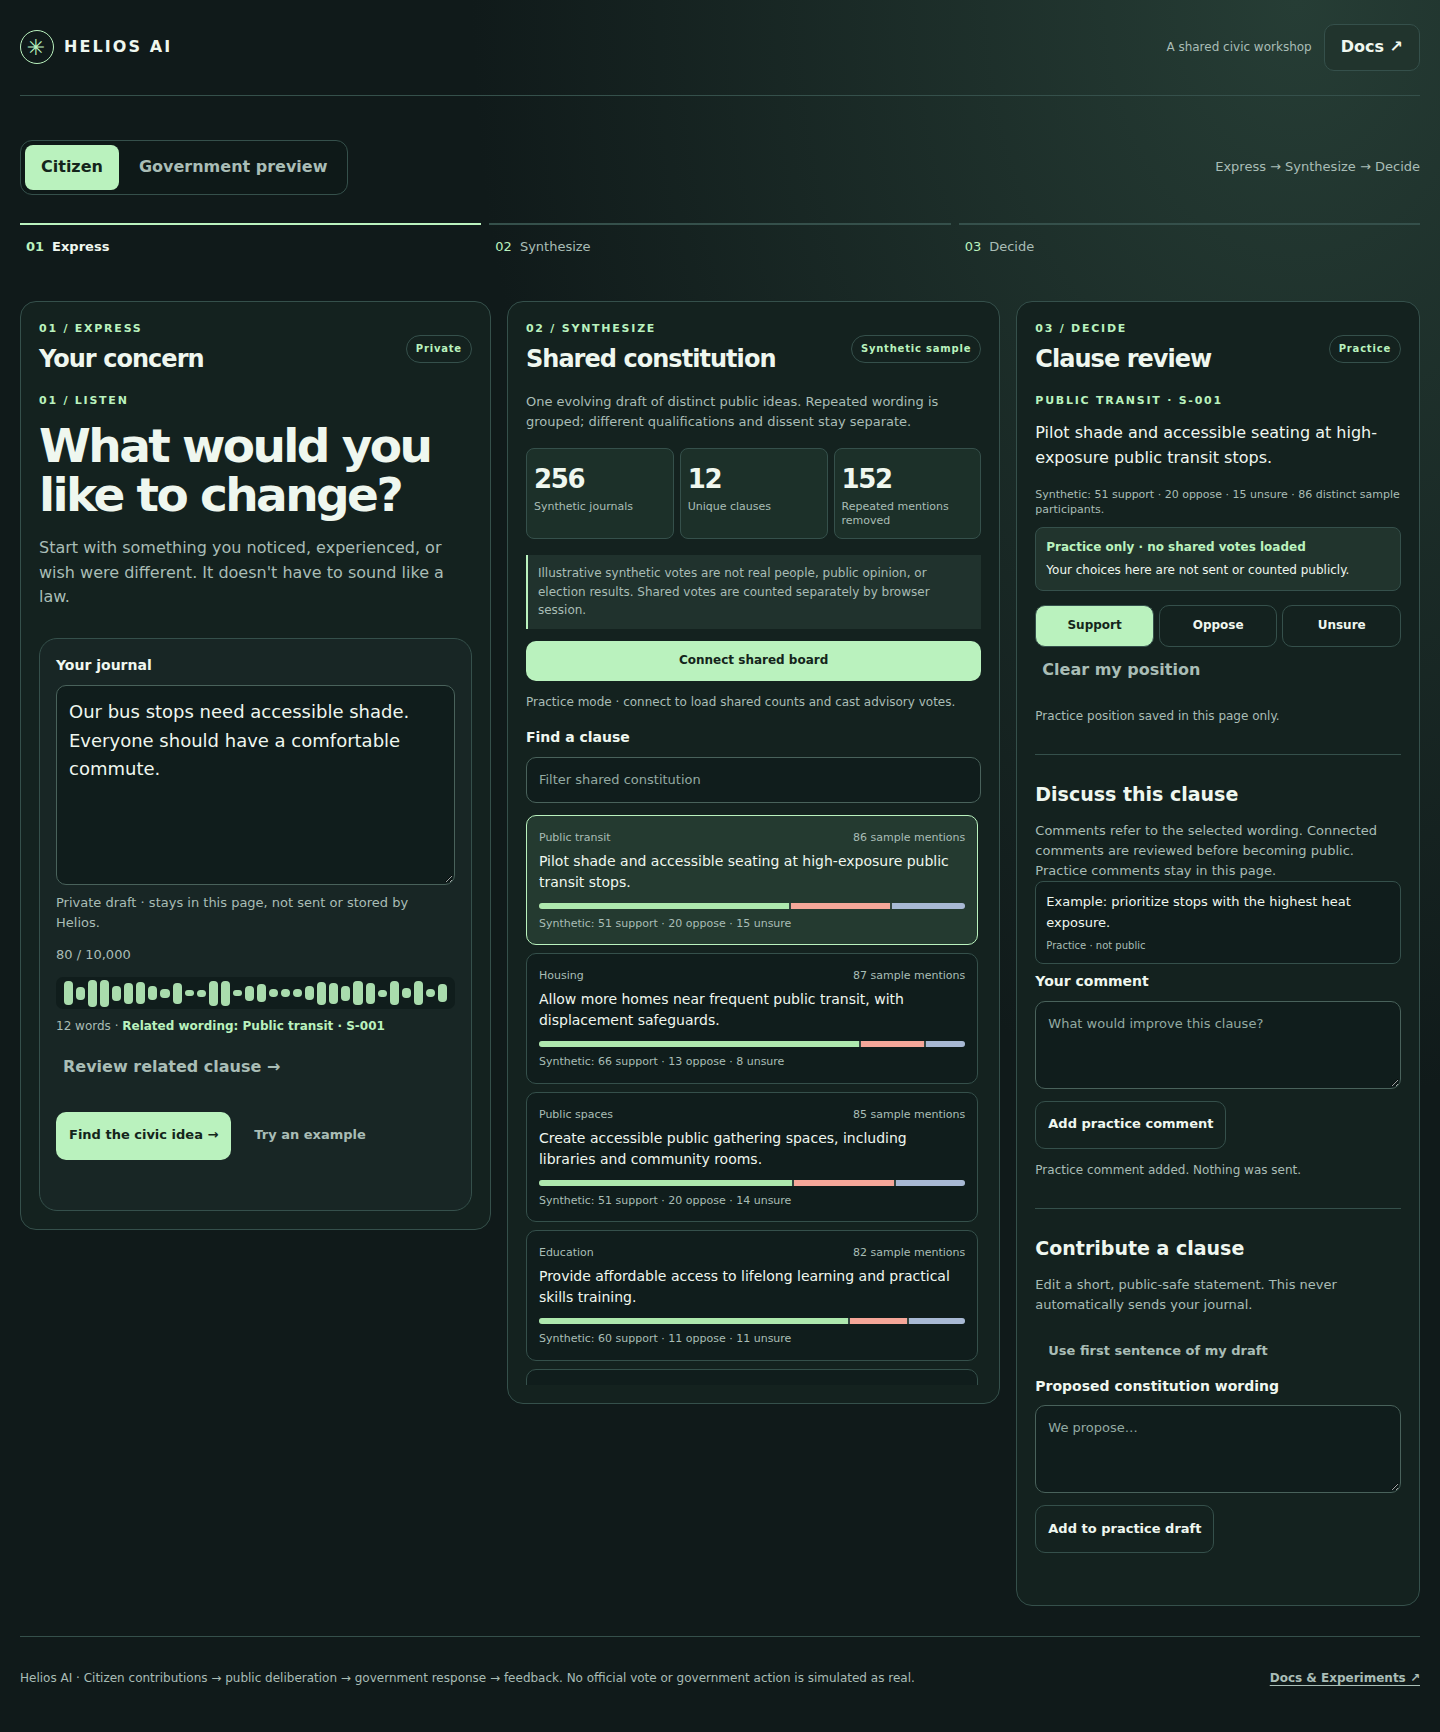 HELIOS AI
A shared civic workshop
Docs ↗
Citizen
Government preview
Express → Synthesize → Decide
01 Express
02 Synthesize
03 Decide
01 / EXPRESS
Your concern
Private
01 / LISTEN
What would you
like to change?
Start with something you noticed, experienced, or
wish were different. It doesn't have to sound like a
law.
Your journal
Our bus stops need accessible shade.
Everyone should have a comfortable
commute.
Private draft · stays in this page, not sent or stored by
Helios.
80 / 10,000
12 words · Related wording: Public transit · S-001
Review related clause →
Find the civic idea →
Try an example
02 / SYNTHESIZE
Shared constitution
Synthetic sample
One evolving draft of distinct public ideas. Repeated wording is
grouped; different qualifications and dissent stay separate.
256
Synthetic journals
12
Unique clauses
152
Repeated mentions
removed
Illustrative synthetic votes are not real people, public opinion, or
election results. Shared votes are counted separately by browser
session.
Connect shared board
Practice mode · connect to load shared counts and cast advisory votes.
Find a clause
Filter shared constitution
Public transit
86 sample mentions
Pilot shade and accessible seating at high-exposure public
transit stops.
Synthetic: 51 support · 20 oppose · 15 unsure
Housing
87 sample mentions
Allow more homes near frequent public transit, with
displacement safeguards.
Synthetic: 66 support · 13 oppose · 8 unsure
Public spaces
85 sample mentions
Create accessible public gathering spaces, including
libraries and community rooms.
Synthetic: 51 support · 20 oppose · 14 unsure
Education
82 sample mentions
Provide affordable access to lifelong learning and practical
skills training.
Synthetic: 60 support · 11 oppose · 11 unsure
03 / DECIDE
Clause review
Practice
PUBLIC TRANSIT · S-001
Pilot shade and accessible seating at high-
exposure public transit stops.
Synthetic: 51 support · 20 oppose · 15 unsure · 86 distinct sample
participants.
Practice only · no shared votes loaded
Your choices here are not sent or counted publicly.
Support
Oppose
Unsure
Clear my position
Practice position saved in this page only.
Discuss this clause
Comments refer to the selected wording. Connected
comments are reviewed before becoming public.
Practice comments stay in this page.
Example: prioritize stops with the highest heat
exposure.
Practice · not public
Your comment
What would improve this clause?
Add practice comment
Practice comment added. Nothing was sent.
Contribute a clause
Edit a short, public-safe statement. This never
automatically sends your journal.
Use first sentence of my draft
Proposed constitution wording
We propose...
Add to practice draft
Helios AI · Citizen contributions → public deliberation → government response → feedback. No official vote or government action is simulated as real.
Docs & Experiments ↗